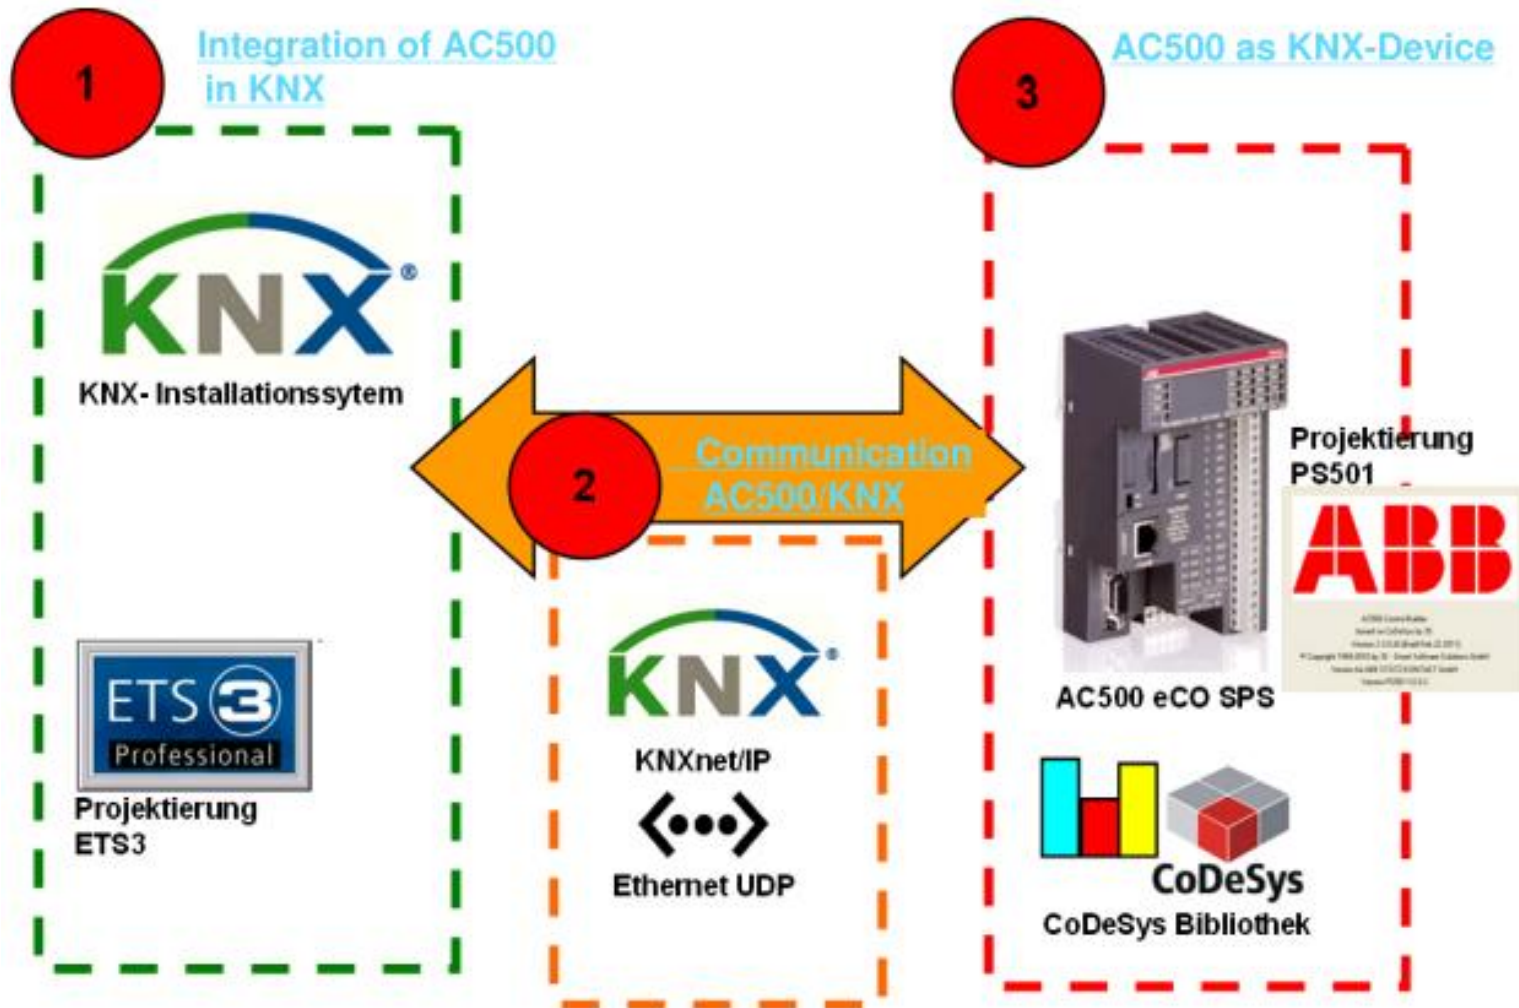 1
Integration of AC500
in KNX
KNX®
KNX- Installationssytem
ETS 3
Professional
Projektierung
ETS3
2
Communication
AC500/KNX
KNX®
KNXnet/IP
Ethernet UDP
3
AC500 as KNX-Device
Projektierung
PS501
ABB
AC500 eCO SPS
CoDeSys
CoDeSys Bibliothek